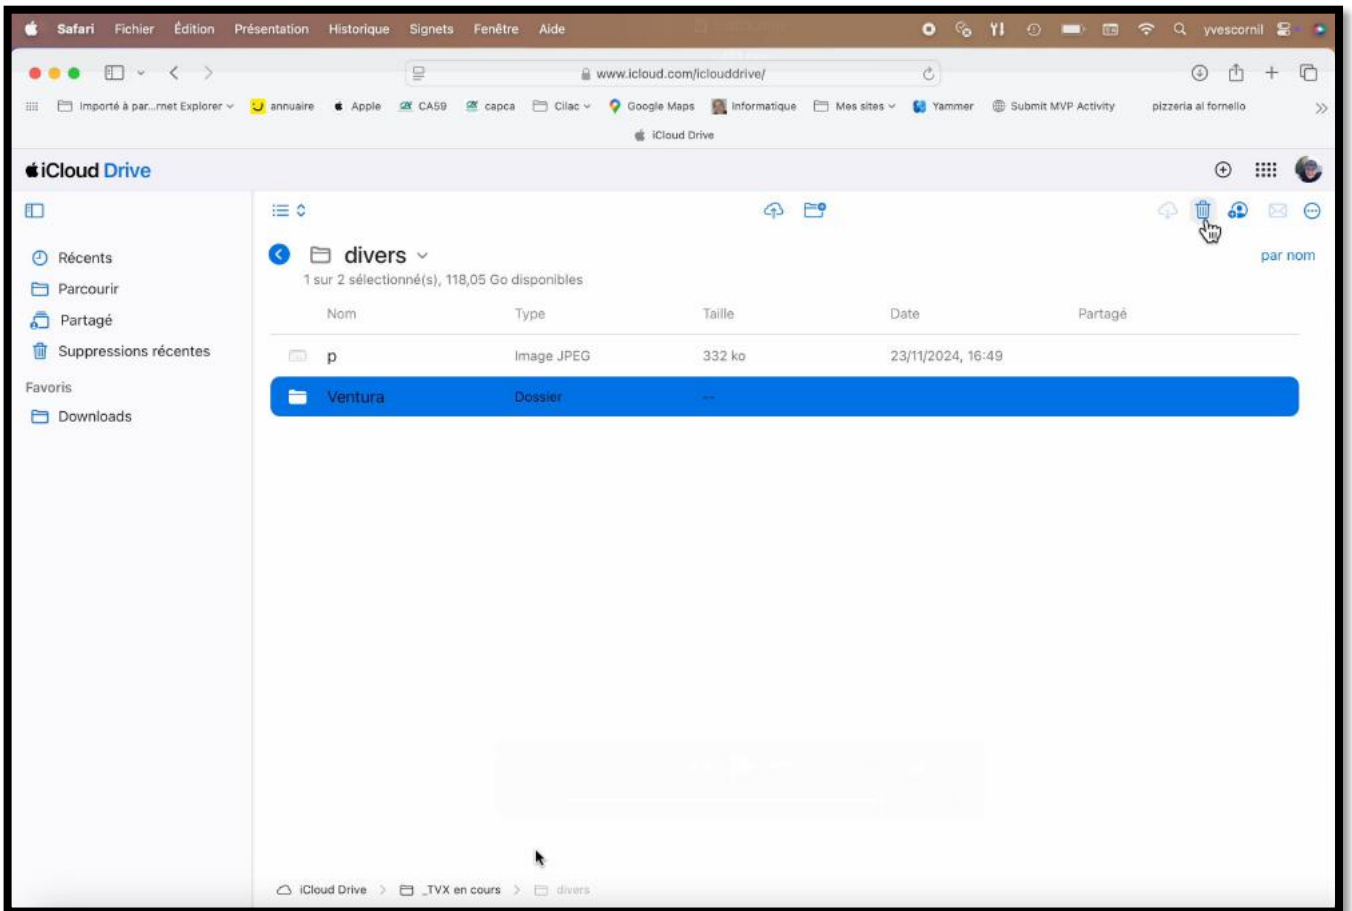 Safari Fichier Édition Présentation Historique Signets Fenêtre Aide yvescornil
www.icloud.com/iclouddrive/
Importé à par...rnet Explorer annuaire Apple CA59 capca Cilac Google Maps Informatique Mes sites Yammer Submit MVP Activity pizzeria al fornello
iCloud Drive
iCloud Drive
Récents
Parcourir
Partagé
Suppressions récentes
Favoris
Downloads
divers
par nom
1 sur 2 sélectionné(s), 118,05 Go disponibles
Nom Type Taille Date Partagé
p Image JPEG 332 ko 23/11/2024, 16:49
Ventura Dossier --
iCloud Drive > _TVX en cours > divers